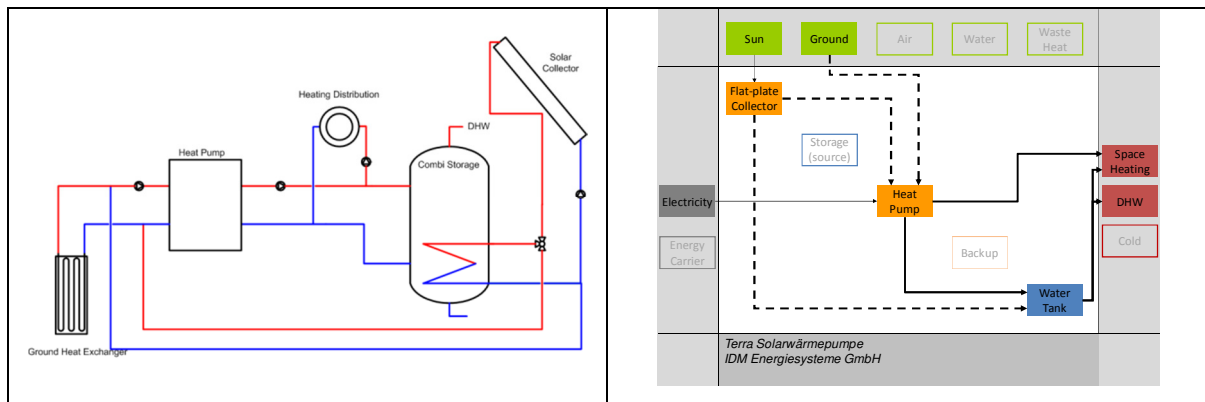 Solar
Collector
Heating Distribution
DHW
Heat Pump
Combi Storage
Ground Heat Exchanger
Sun
Ground
Air
Water
Waste
Heat
Flat-plate
Collector
Storage
(source)
Space
Heating
Electricity
Heat
Pump
DHW
Energy
Carrier
Backup
Cold
Water
Tank
Terra Solarwärmepumpe
IDM Energiesysteme GmbH